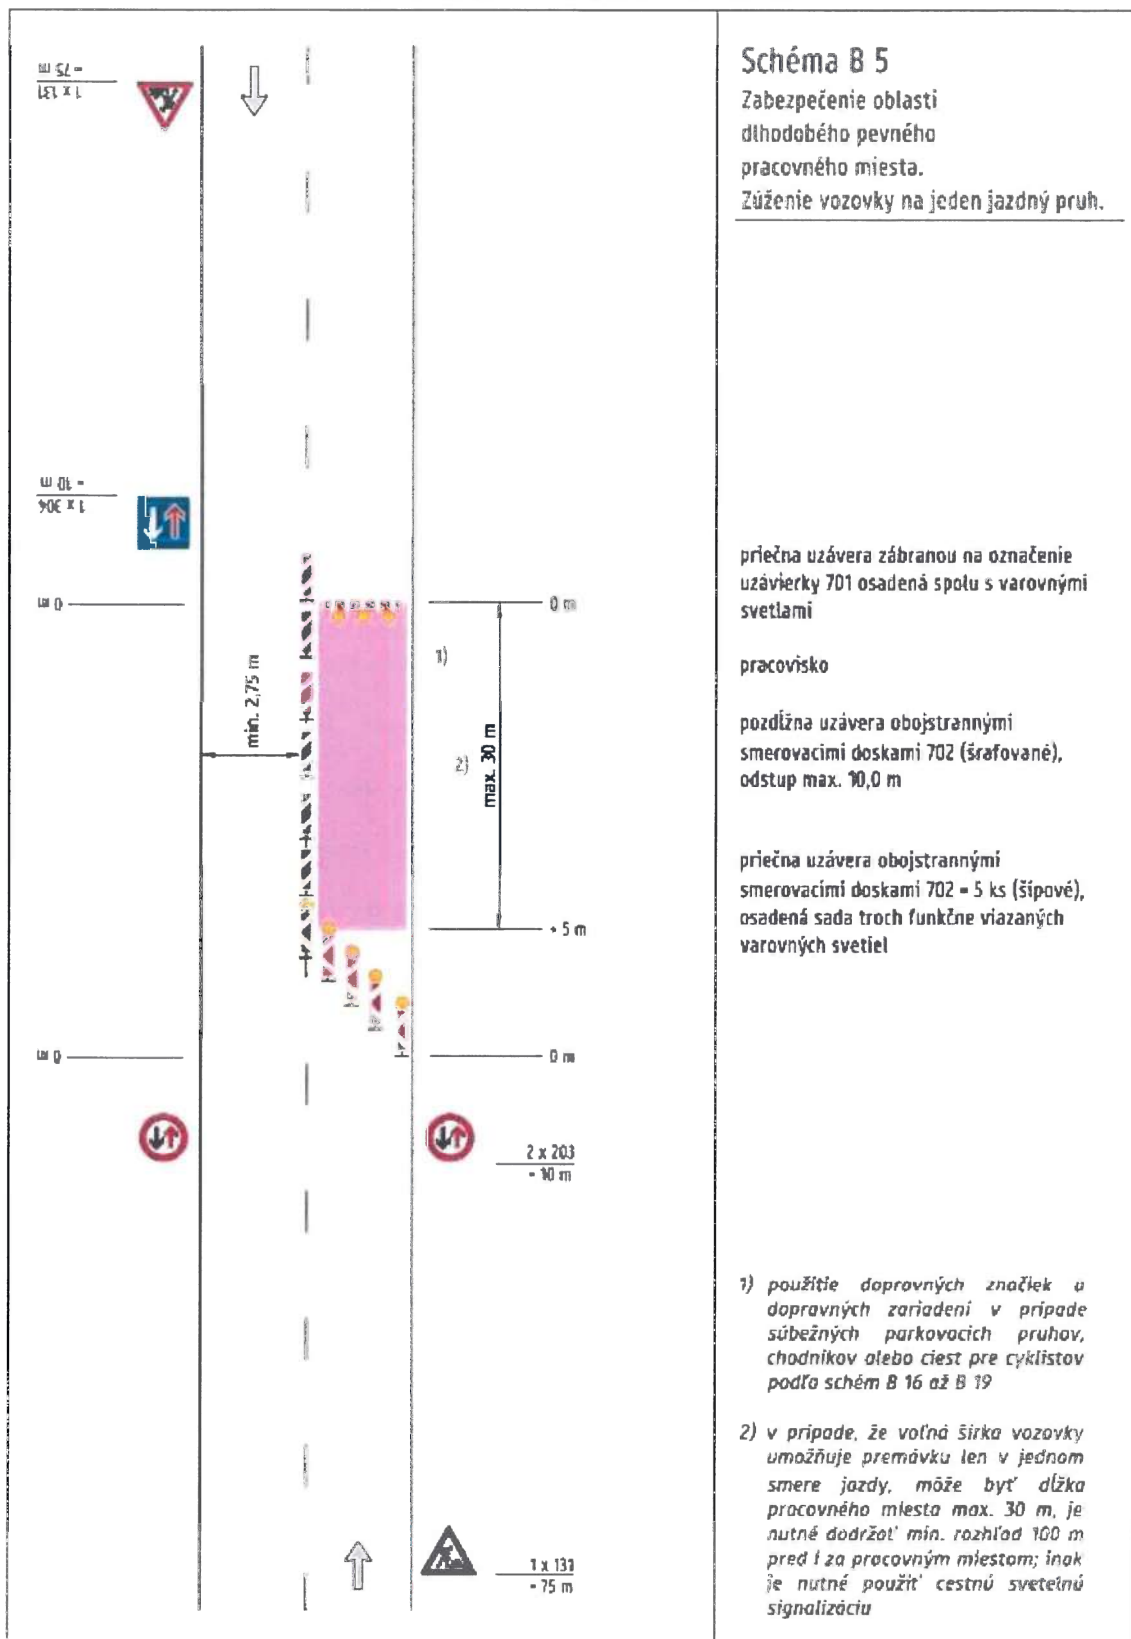 Schéma B 5
Zabezpečenie oblasti
dlhodobého pevného
pracovného miesta.
Zúženie vozovky na jeden jazdný pruh.
1 x 131
- 75 m
1 x 304
- 10 m
0 m
0 m
min. 2,75 m
1)
2)
max. 30 m
+ 5 m
0 m
0 m
2 x 203
- 10 m
1 x 131
- 75 m
priečna uzávera zábranou na označenie
uzávierky 701 osadená spolu s varovnými
svetlami
pracovisko
pozdĺžna uzávera obojstrannými
smerovacími doskami 702 (šrafované),
odstup max. 10,0 m
priečna uzávera obojstrannými
smerovacími doskami 702 - 5 ks (šípové),
osadená sada troch funkčne viazaných
varovných svetiel
1) použitie dopravných značiek a
dopravných zariadení v prípade
súbežných parkovacích pruhov,
chodníkov alebo ciest pre cyklistov
podľa schém B 16 až B 19
2) v prípade, že voľná šírka vozovky
umožňuje premávku len v jednom
smere jazdy, môže byť dĺžka
pracovného miesta max. 30 m, je
nutné dodržať min. rozhľad 100 m
pred i za pracovným miestom; inak
je nutné použiť cestnú svetelnú
signalizáciu